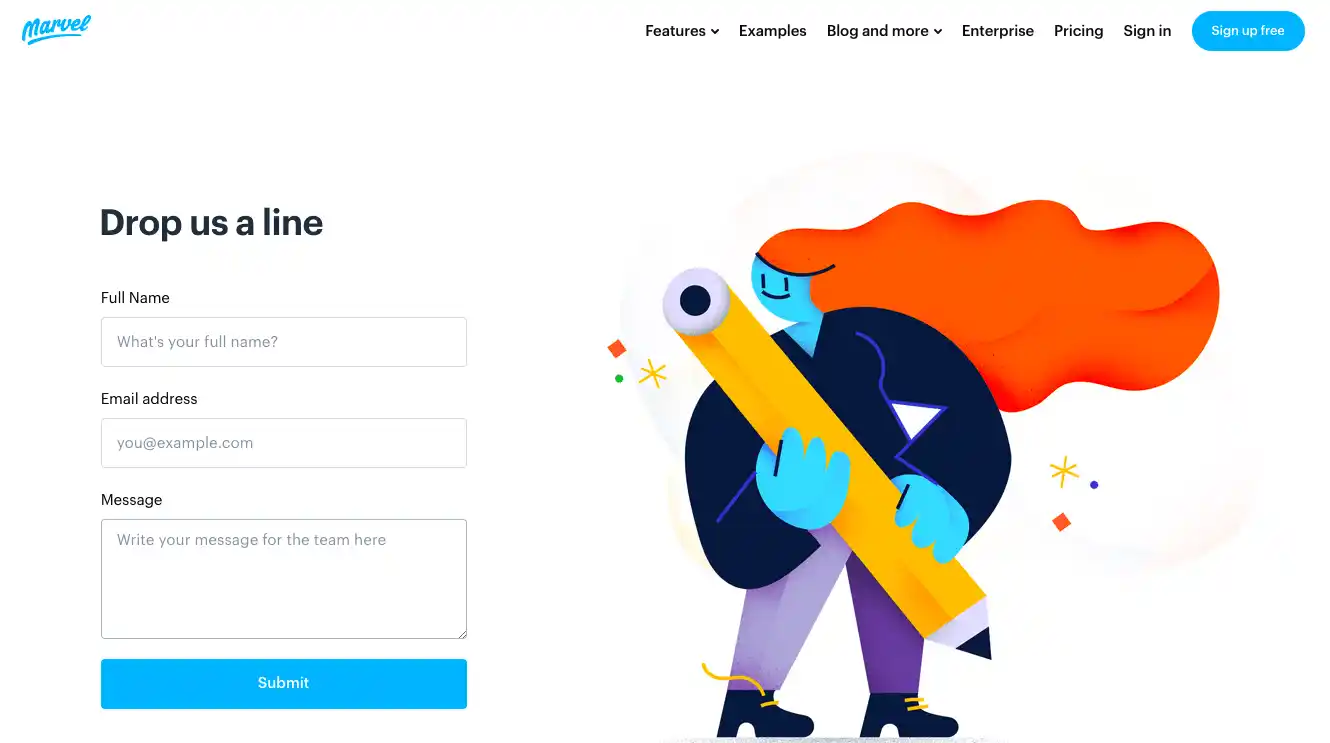 Marvel
Features
Examples
Blog and more
Enterprise
Pricing
Sign in
Sign up free
Drop us a line
Full Name
What's your full name?
Email address
you@example.com
Message
Write your message for the team here
Submit